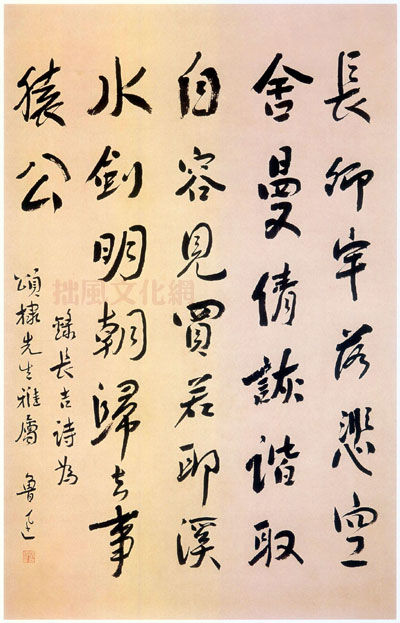 長卿牢落悲空
舍曼倩詼諧取
自容見買若耶溪
水劍明朝歸去事
猿公
錄長吉詩為
頌棣先生雅屬 魯迅
拙風文化網